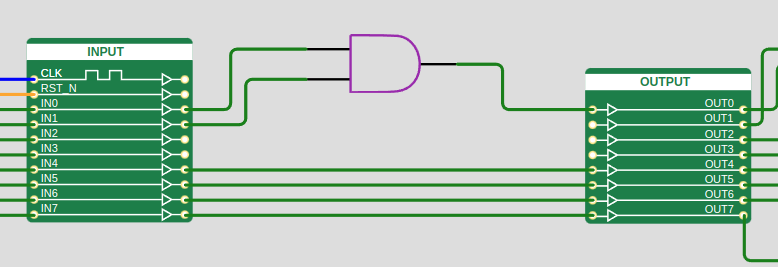 INPUT
CLK
RST_N
IN0
IN1
IN2
IN3
IN4
IN5
IN6
IN7
OUTPUT
OUT0
OUT1
OUT2
OUT3
OUT4
OUT5
OUT6
OUT7